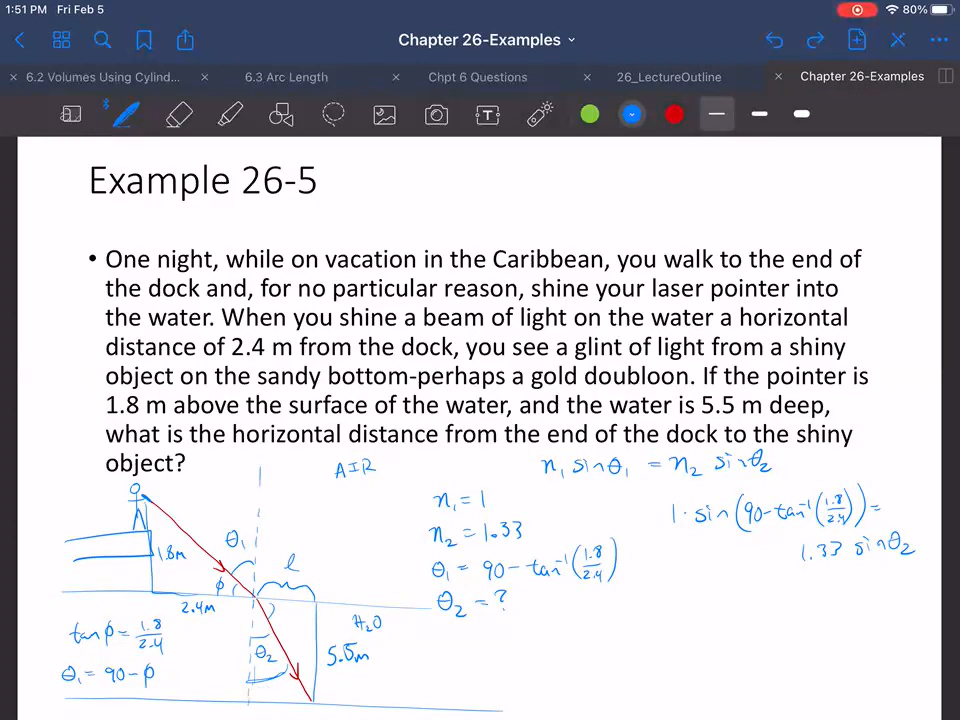 1:51 PM Fri Feb 5
80%
Chapter 26-Examples
6.2 Volumes Using Cylind...
6.3 Arc Length
Chpt 6 Questions
26_LectureOutline
Chapter 26-Examples
Example 26-5
• One night, while on vacation in the Caribbean, you walk to the end of
the dock and, for no particular reason, shine your laser pointer into
the water. When you shine a beam of light on the water a horizontal
distance of 2.4 m from the dock, you see a glint of light from a shiny
object on the sandy bottom-perhaps a gold doubloon. If the pointer is
1.8 m above the surface of the water, and the water is 5.5 m deep,
what is the horizontal distance from the end of the dock to the shiny
object?
AIR
n₁ sinθ₁ = n₂ sinθ₂
n₁ = 1
1 · sin(90-tan⁻¹(1.8/2.4)) =
n₂ = 1.33
1.33 sinθ₂
θ₁
1.8m
θ₁ = 90 - tan⁻¹(1.8/2.4)
l
ϕ
θ₂ = ?
2.4m
H₂O
tanϕ = 1.8/2.4
θ₂
5.5m
θ₁ = 90 - ϕ